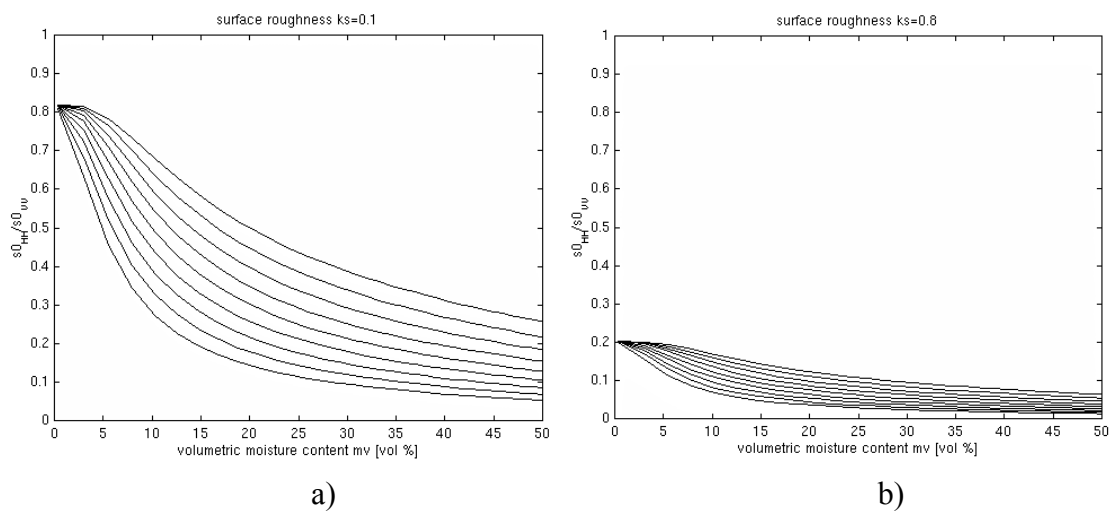 surface roughness ks=0.1
1
0.9
0.8
0.7
0.6
0.5
0.4
0.3
0.2
0.1
0
s0HH/s0υυ
0 5 10 15 20 25 30 35 40 45 50
volumetric moisture content mv [vol %]
a)
surface roughness ks=0.8
1
0.9
0.8
0.7
0.6
0.5
0.4
0.3
0.2
0.1
0
s0HH/s0υυ
0 5 10 15 20 25 30 35 40 45 50
volumetric moisture content mv [vol %]
b)